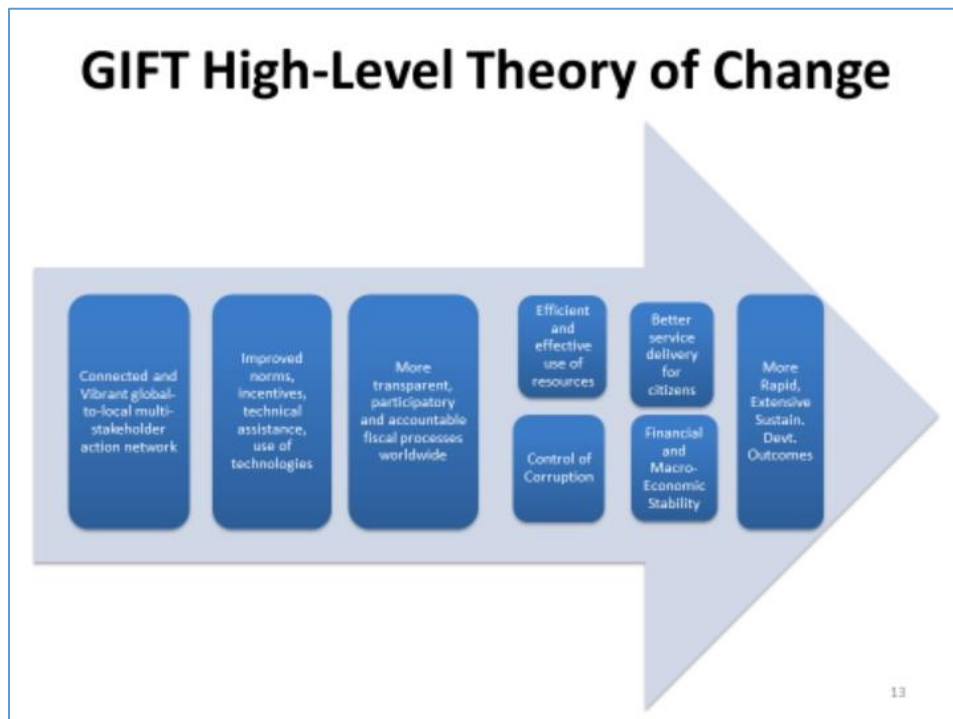 GIFT High-Level Theory of Change
Connected and
Vibrant global-
to-local multi-
stakeholder
action network
Improved
norms,
incentives,
technical
assistance,
use of
technologies
More
transparent,
participatory
and accountable
fiscal processes
worldwide
Efficient
and
effective
use of
resources
Control of
Corruption
Better
service
delivery
for
citizens
Financial
and
Macro-
Economic
Stability
More
Rapid,
Extensive
Sustain.
Devt.
Outcomes
13